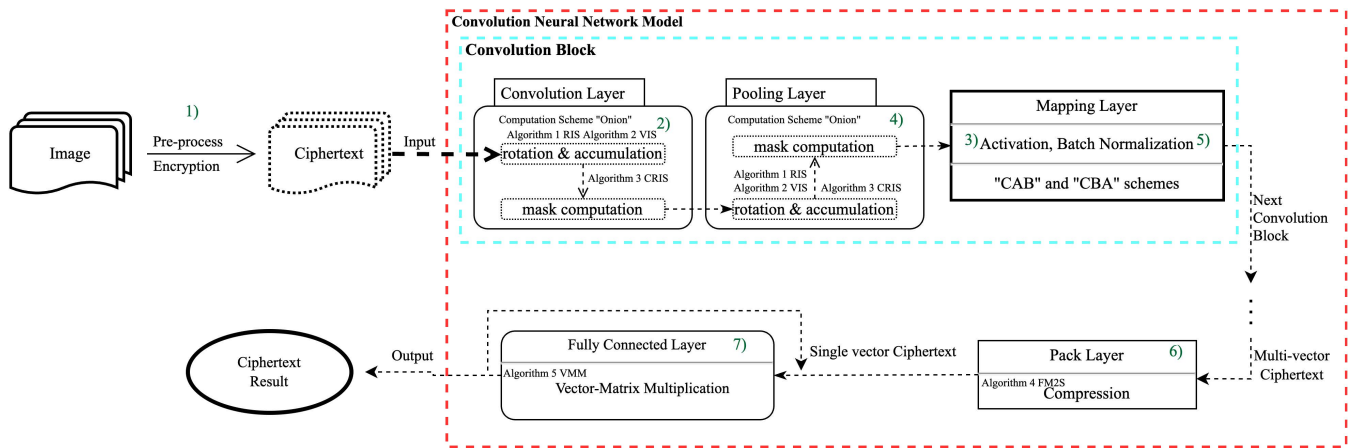 Convolution Neural Network Model
Convolution Block
1)
Image
Pre-process
Encryption
Ciphertext
Input
Convolution Layer
Computation Scheme "Onion"
2)
Algorithm 1 RIS Algorithm 2 VIS
rotation & accumulation
Algorithm 3 CRIS
mask computation
Pooling Layer
Computation Scheme "Onion"
4)
mask computation
Algorithm 1 RIS
Algorithm 2 VIS
Algorithm 3 CRIS
rotation & accumulation
Mapping Layer
3) Activation, Batch Normalization 5)
"CAB" and "CBA" schemes
Next
Convolution
Block
Multi-vector
Ciphertext
Pack Layer
6)
Algorithm 4 FM2S
Compression
Single vector Ciphertext
Fully Connected Layer
7)
Algorithm 5 VMM
Vector-Matrix Multiplication
Output
Ciphertext
Result